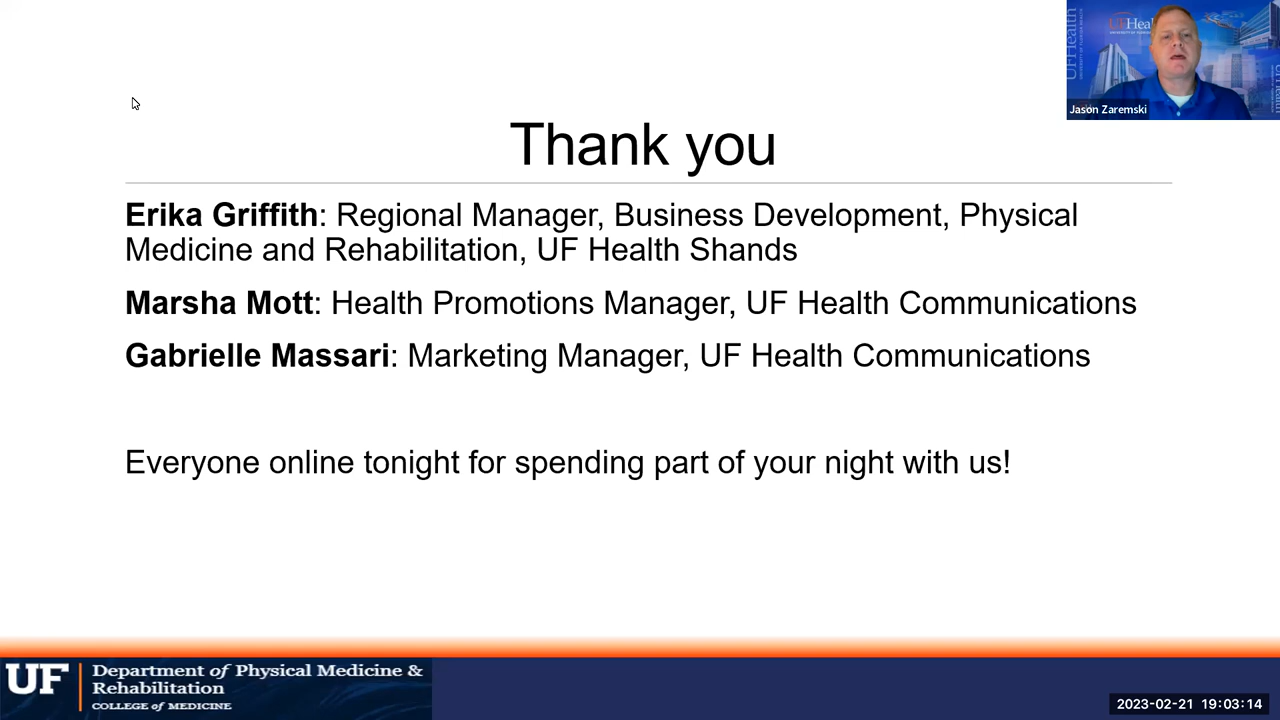 UFHealth
Jason Zaremski
Thank you
Erika Griffith: Regional Manager, Business Development, Physical
Medicine and Rehabilitation, UF Health Shands
Marsha Mott: Health Promotions Manager, UF Health Communications
Gabrielle Massari: Marketing Manager, UF Health Communications
Everyone online tonight for spending part of your night with us!
UF
Department of Physical Medicine &
Rehabilitation
COLLEGE of MEDICINE
2023-02-21 19:03:14